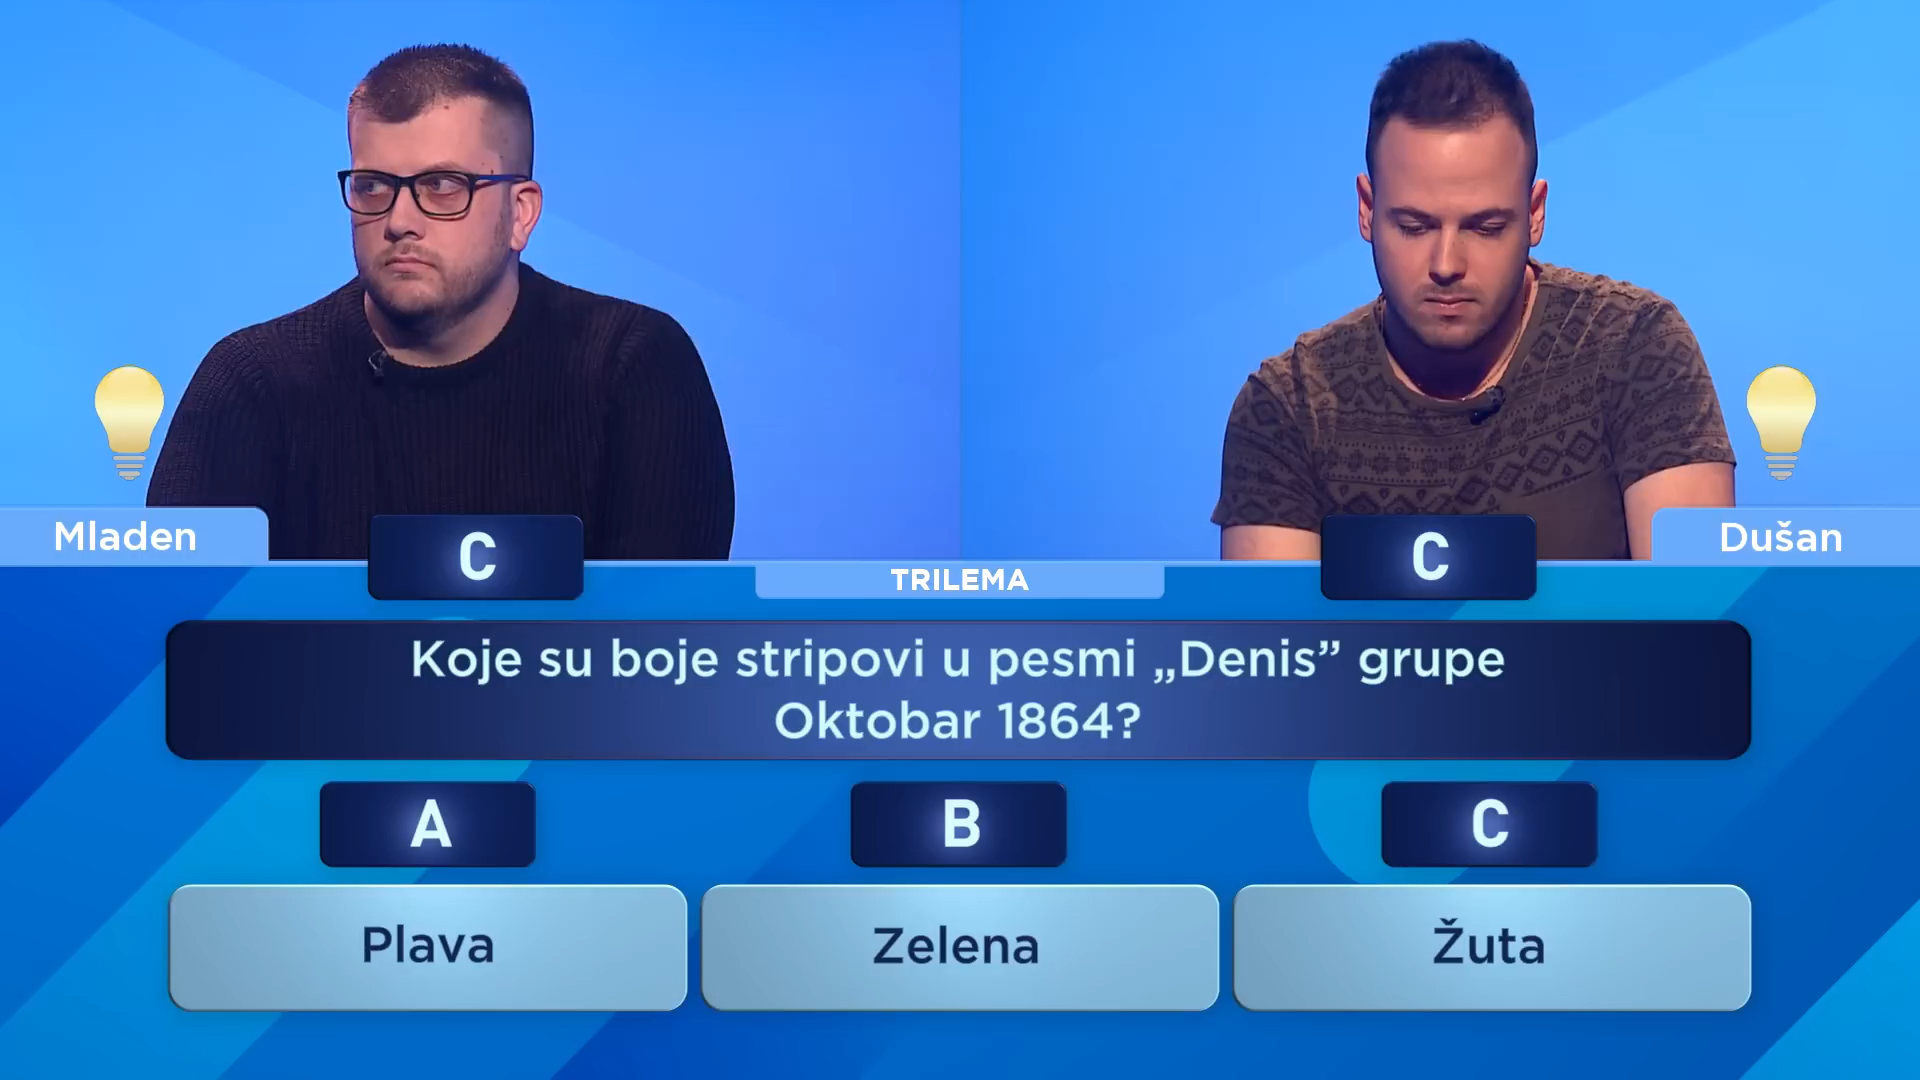 Mladen
Dušan
C
C
TRILEMA
Koje su boje stripovi u pesmi „Denis” grupe
Oktobar 1864?
A
B
C
Plava
Zelena
Žuta